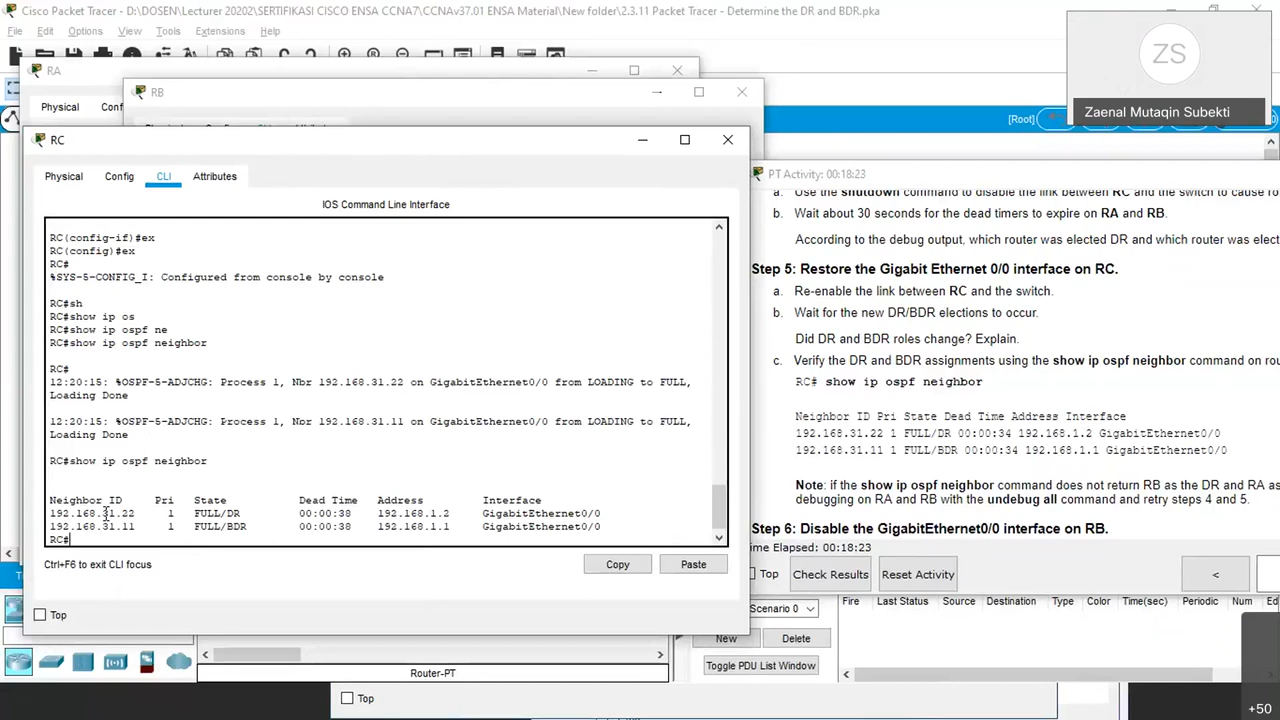 Cisco Packet Tracer - D:\DOSEN\Lecturer 20202\SERTIFIKASI CISCO ENSA CCNA7\CCNAv37.01 ENSA Material\New folder\2.3.11 Packet Tracer - Determine the DR and BDR.pka
File Edit Options View Tools Extensions Help
ZS
Zaenal Mutaqin Subekti
RA
Physical Conf
RB
[Root]
RC
Physical Config CLI Attributes
IOS Command Line Interface
RC(config-if)#ex
RC(config)#ex
RC#
%SYS-5-CONFIG_I: Configured from console by console
RC#sh
RC#show ip os
RC#show ip ospf ne
RC#show ip ospf neighbor
RC#
12:20:15: %OSPF-5-ADJCHG: Process 1, Nbr 192.168.31.22 on GigabitEthernet0/0 from LOADING to FULL,
Loading Done
12:20:15: %OSPF-5-ADJCHG: Process 1, Nbr 192.168.31.11 on GigabitEthernet0/0 from LOADING to FULL,
Loading Done
RC#show ip ospf neighbor
Neighbor ID Pri State Dead Time Address Interface
192.168.31.22 1 FULL/DR 00:00:38 192.168.1.2 GigabitEthernet0/0
192.168.31.11 1 FULL/BDR 00:00:38 192.168.1.1 GigabitEthernet0/0
RC#
Ctrl+F6 to exit CLI focus
Copy Paste
Top
PT Activity: 00:18:23
a. Use the shutdown command to disable the link between RC and the switch to cause ro
b. Wait about 30 seconds for the dead timers to expire on RA and RB.
According to the debug output, which router was elected DR and which router was elect
Step 5: Restore the Gigabit Ethernet 0/0 interface on RC.
a. Re-enable the link between RC and the switch.
b. Wait for the new DR/BDR elections to occur.
Did DR and BDR roles change? Explain.
c. Verify the DR and BDR assignments using the show ip ospf neighbor command on rou
RC# show ip ospf neighbor
Neighbor ID Pri State Dead Time Address Interface
192.168.31.22 1 FULL/DR 00:00:34 192.168.1.2 GigabitEthernet0/0
192.168.31.11 1 FULL/BDR 00:00:34 192.168.1.1 GigabitEthernet0/0
Note: if the show ip ospf neighbor command does not return RB as the DR and RA as
debugging on RA and RB with the undebug all command and retry steps 4 and 5.
Step 6: Disable the GigabitEthernet0/0 interface on RB.
ime Elapsed: 00:18:23
Top Check Results Reset Activity <
Scenario 0 Fire Last Status Source Destination Type Color Time(sec) Periodic Num Ed
New Delete
Toggle PDU List Window
Router-PT
Top
+50